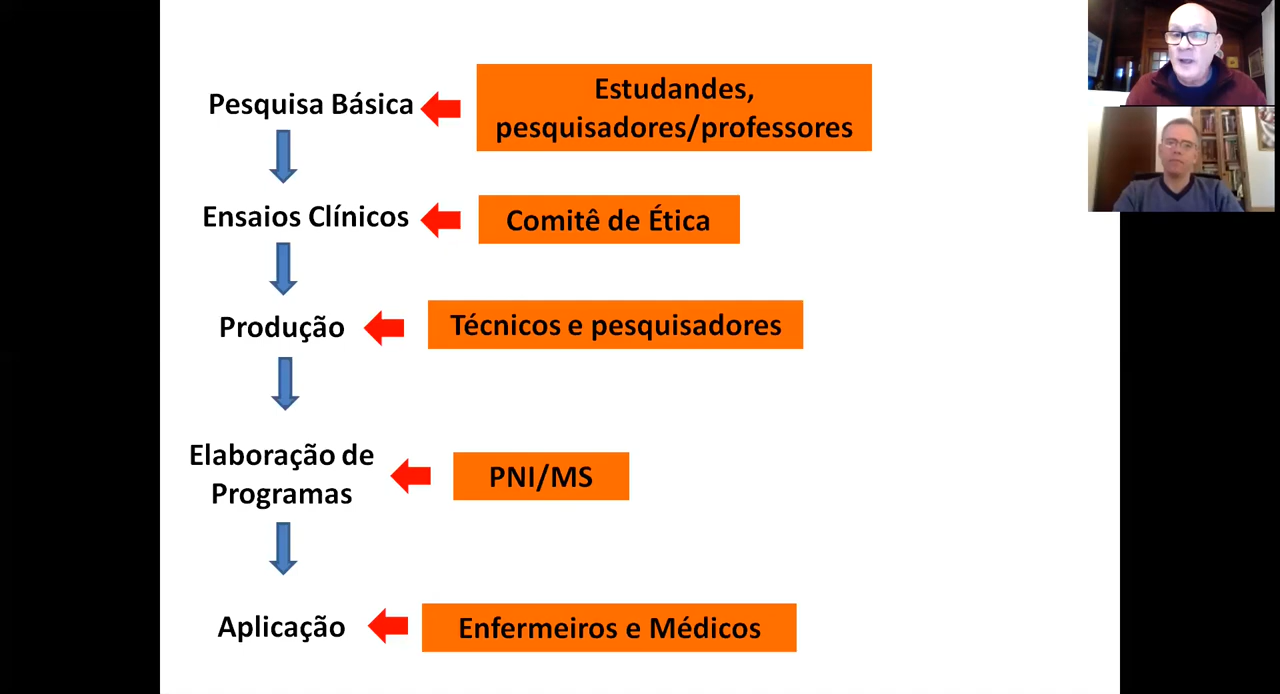 Pesquisa Básica
Estudandes,
pesquisadores/professores
Ensaios Clínicos
Comitê de Ética
Produção
Técnicos e pesquisadores
Elaboração de
Programas
PNI/MS
Aplicação
Enfermeiros e Médicos